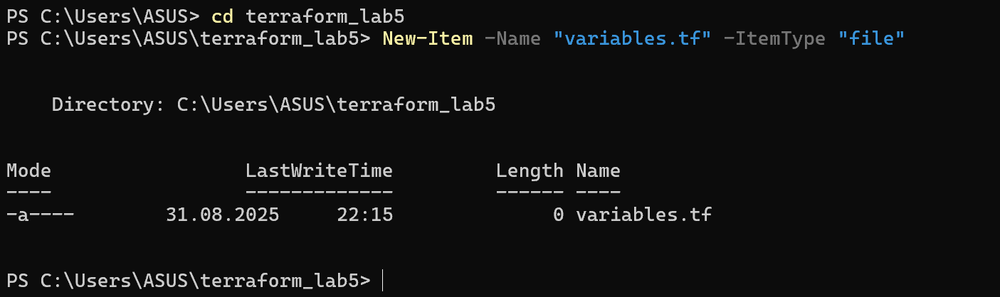 PS C:\Users\ASUS> cd terraform_lab5
PS C:\Users\ASUS\terraform_lab5> New-Item -Name "variables.tf" -ItemType "file"
Directory: C:\Users\ASUS\terraform_lab5
Mode LastWriteTime Length Name
---- ------------- ------ ----
-a---- 31.08.2025 22:15 0 variables.tf
PS C:\Users\ASUS\terraform_lab5>